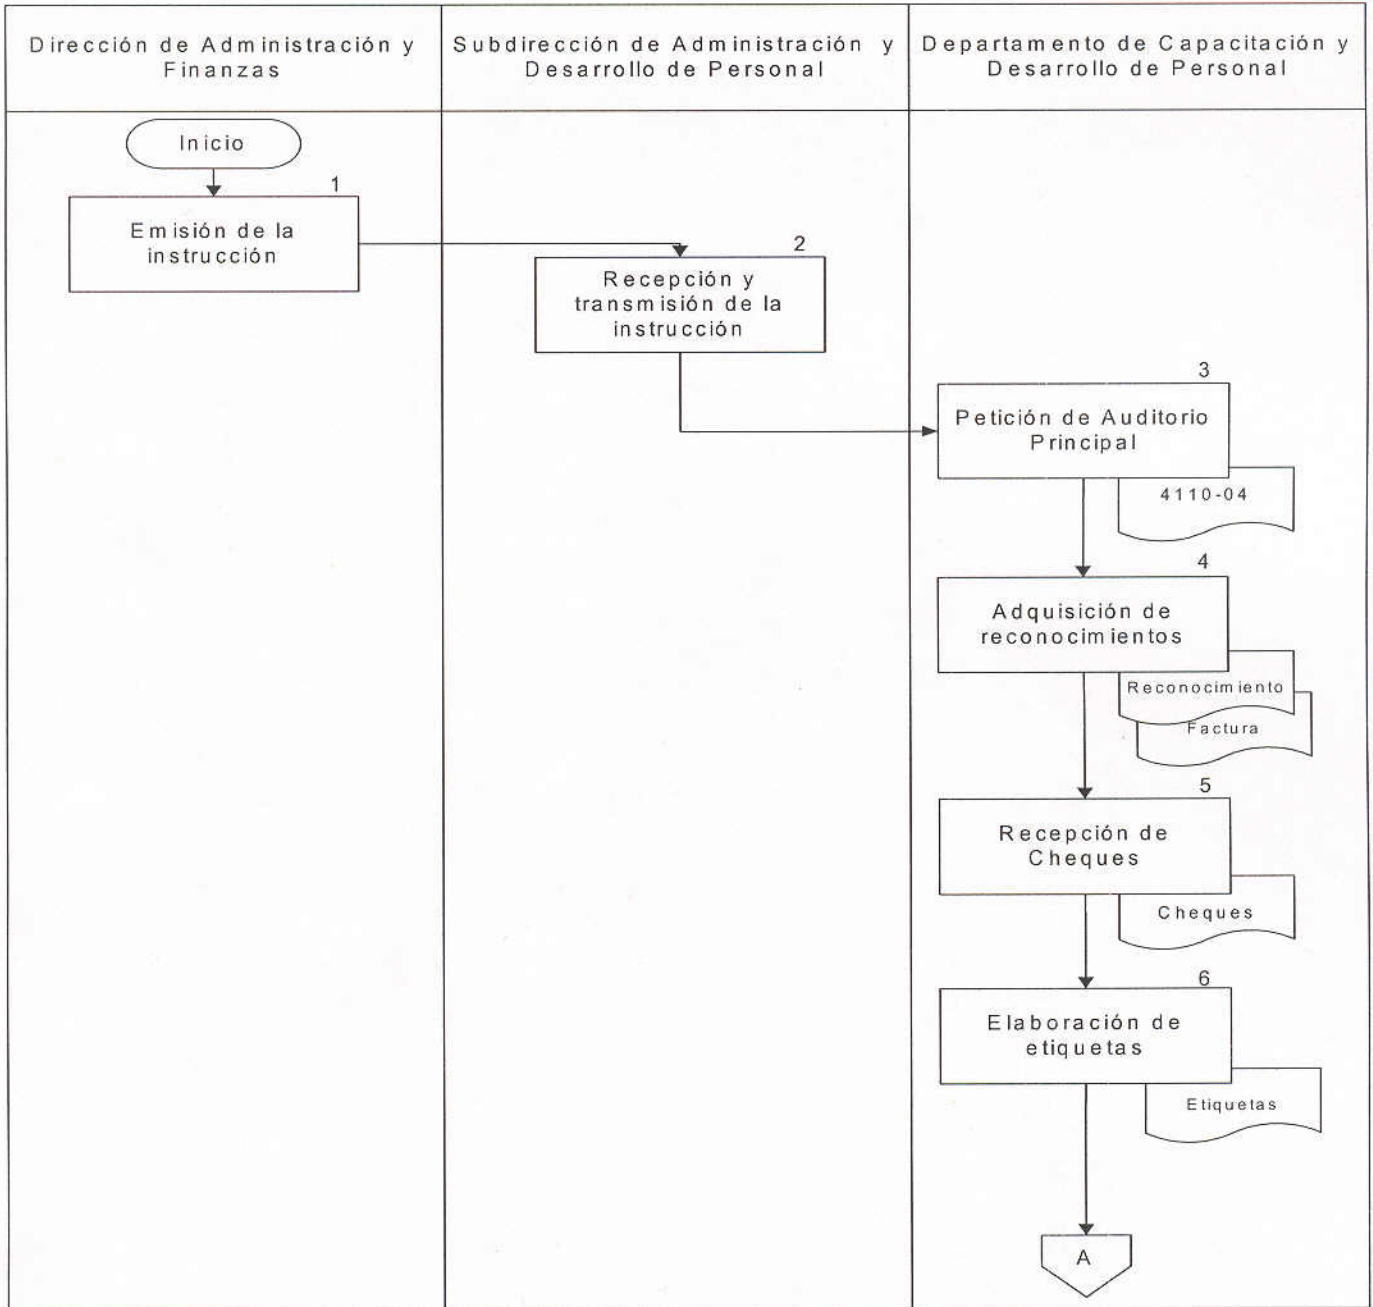 Dirección de Administración y
Finanzas
Subdirección de Administración y
Desarrollo de Personal
Departamento de Capacitación y
Desarrollo de Personal
Inicio
1
Emisión de la
instrucción
2
Recepción y
transmisión de la
instrucción
3
Petición de Auditorio
Principal
4110-04
4
Adquisición de
reconocimientos
Reconocimiento
Factura
5
Recepción de
Cheques
Cheques
6
Elaboración de
etiquetas
Etiquetas
A